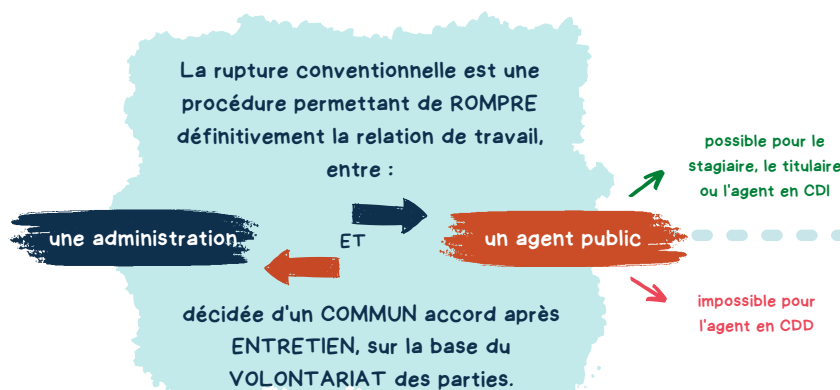 La rupture conventionnelle est une
procédure permettant de ROMPRE
définitivement la relation de travail,
entre :
une administration
ET
un agent public
possible pour le
stagiaire, le titulaire
ou l'agent en CDI
impossible pour
l'agent en CDD
décidée d'un COMMUN accord après
ENTRETIEN, sur la base du
VOLONTARIAT des parties.